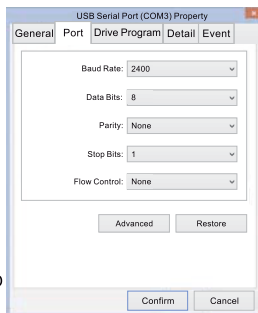 USB Serial Port (COM3) Property
General Port Drive Program Detail Event
Baud Rate: 2400
Data Bits: 8
Parity: None
Stop Bits: 1
Flow Control: None
Advanced Restore
Confirm Cancel